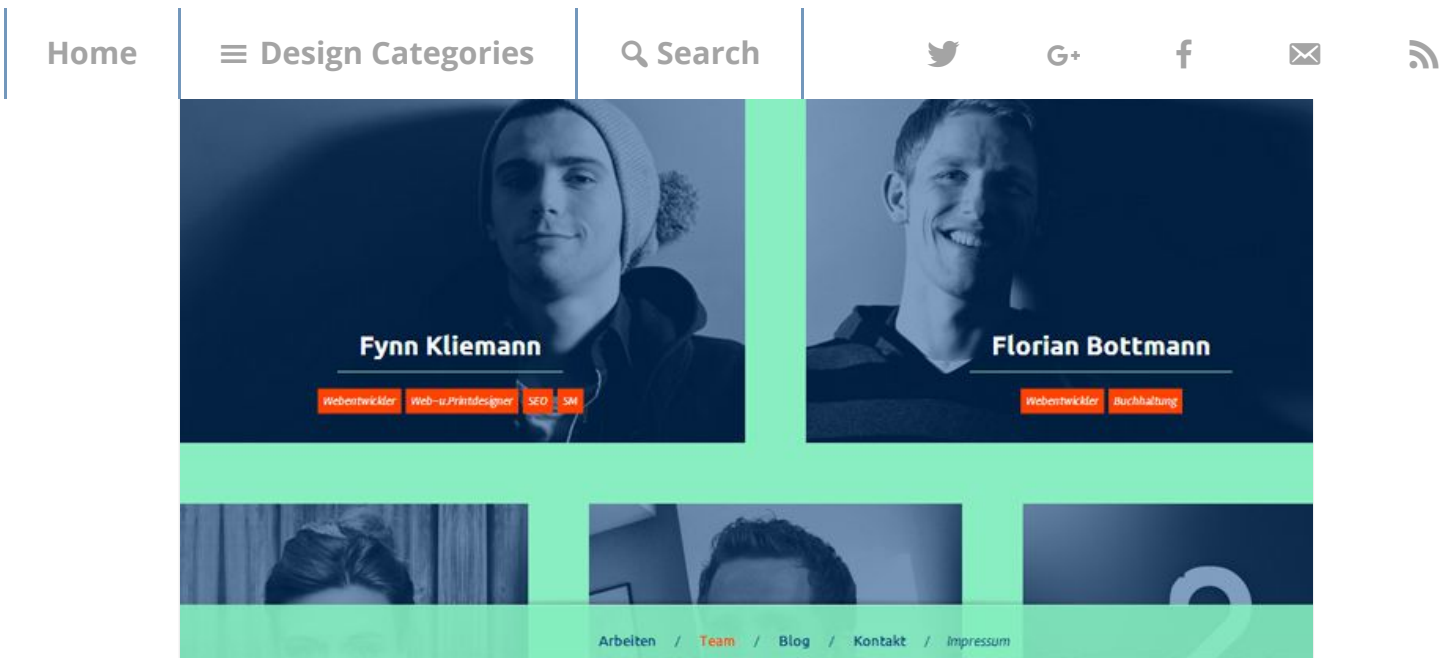 Home Design Categories Search
Fynn Kliemann
Webentwickler Web-u.Printdesigner SEO SM
Florian Bottmann
Webentwickler Buchhaltung
2
Arbeiten / Team / Blog / Kontakt / Impressum